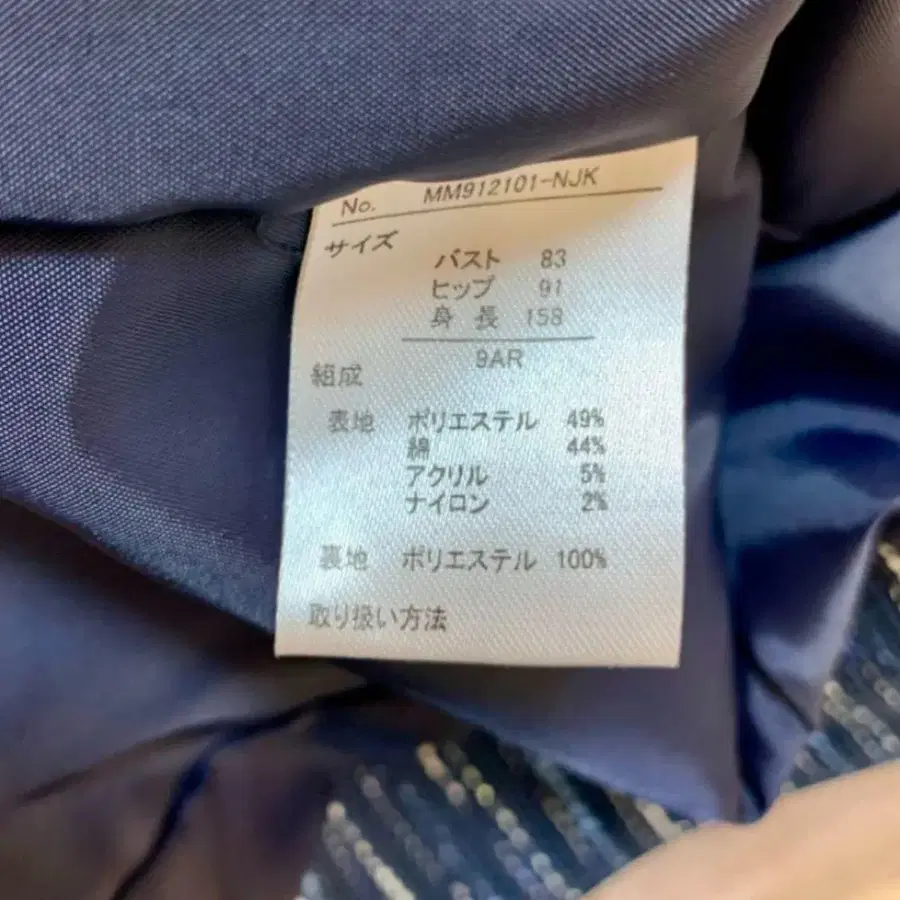 No. MM912101-NJK
サイズ
バスト 83
ヒップ 91
身長 158
9AR
組成
表地 ポリエステル 49%
綿 44%
アクリル 5%
ナイロン 2%
裏地 ポリエステル 100%
取り扱い方法